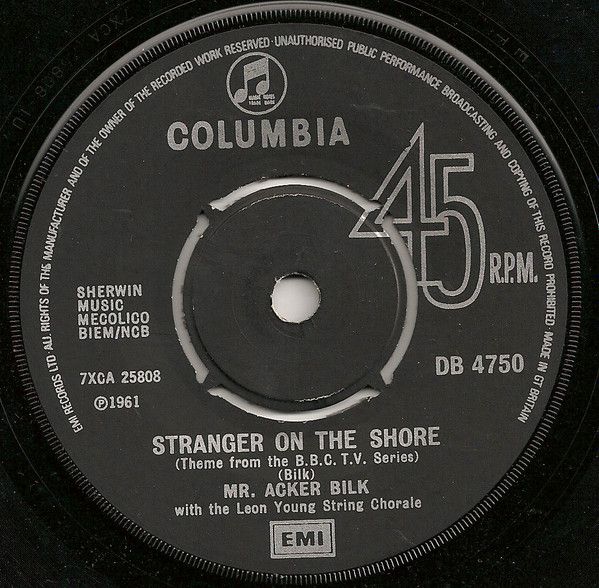 EMI RECORDS LTD ALL RIGHTS OF THE MANUFACTURER AND OF THE OWNER OF THE RECORDED WORK RESERVED · UNAUTHORISED PUBLIC PERFORMANCE BROADCASTING AND COPYING OF THIS RECORD PROHIBITED · MADE IN GT BRITAIN
COLUMBIA
45
R.P.M.
SHERWIN
MUSIC
MECOLICO
BIEM/NCB
7XCA 25808
DB 4750
℗1961
STRANGER ON THE SHORE
(Theme from the B.B.C. T.V. Series)
(Bilk)
MR. ACKER BILK
with the Leon Young String Chorale
EMI